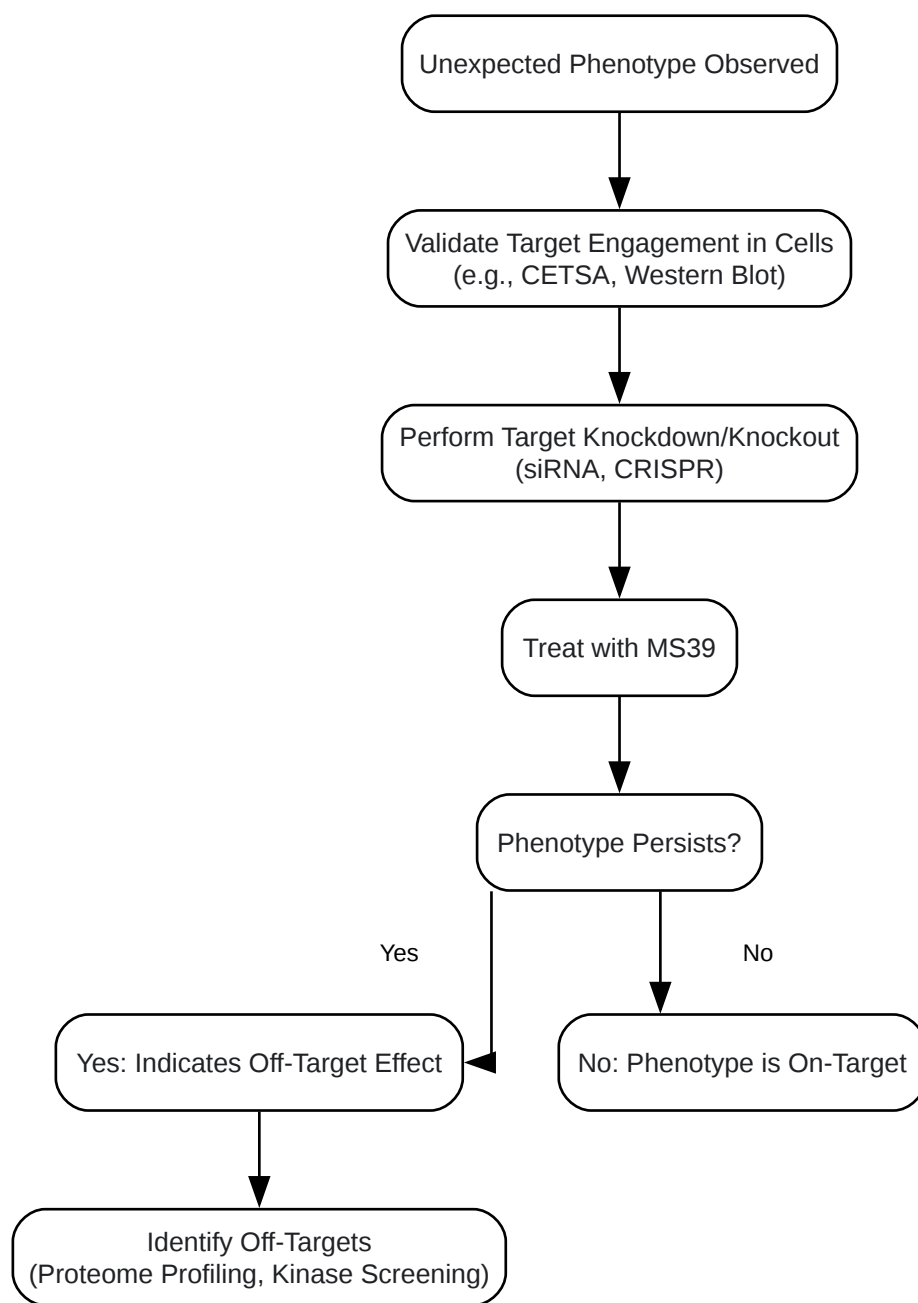 Unexpected Phenotype Observed
Validate Target Engagement in Cells
(e.g., CETSA, Western Blot)
Perform Target Knockdown/Knockout
(siRNA, CRISPR)
Treat with MS39
Phenotype Persists?
Yes
No
Yes: Indicates Off-Target Effect
No: Phenotype is On-Target
Identify Off-Targets
(Proteome Profiling, Kinase Screening)